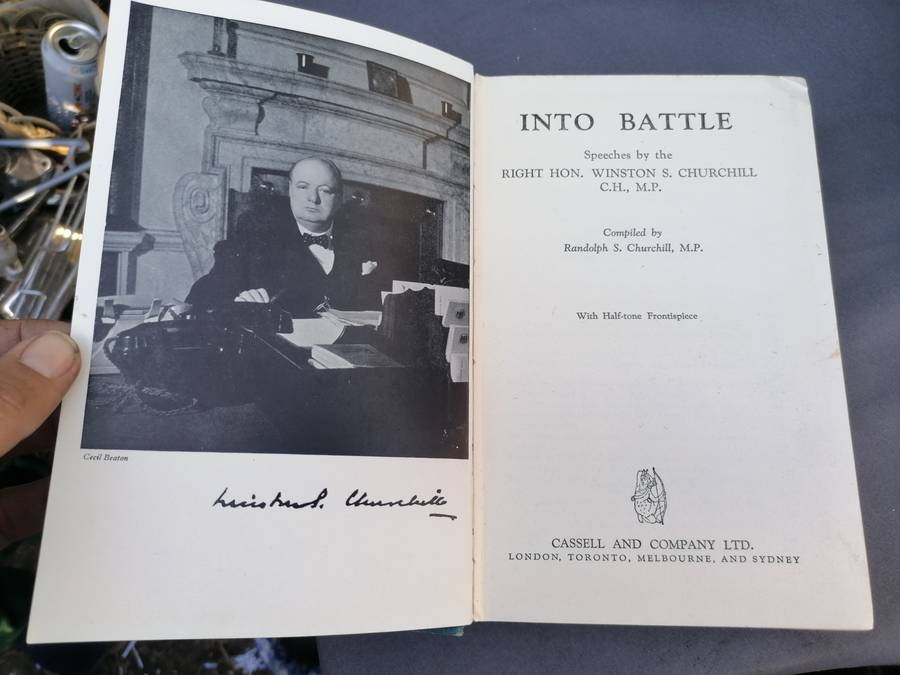 Cecil Beaton
Winston S. Churchill
INTO BATTLE
Speeches by the
RIGHT HON. WINSTON S. CHURCHILL
C.H., M.P.
Compiled by
Randolph S. Churchill, M.P.
With Half-tone Frontispiece
CASSELL AND COMPANY LTD.
LONDON, TORONTO, MELBOURNE, AND SYDNEY